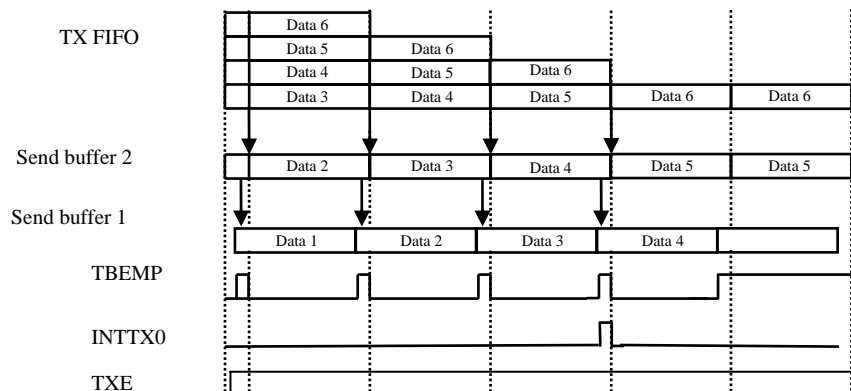 Data 6
TX FIFO
Data 5 Data 6
Data 4 Data 5 Data 6
Data 3 Data 4 Data 5 Data 6 Data 6
Send buffer 2
Data 2 Data 3 Data 4 Data 5 Data 5
Send buffer 1
Data 1 Data 2 Data 3 Data 4
TBEMP
INTTX0
TXE